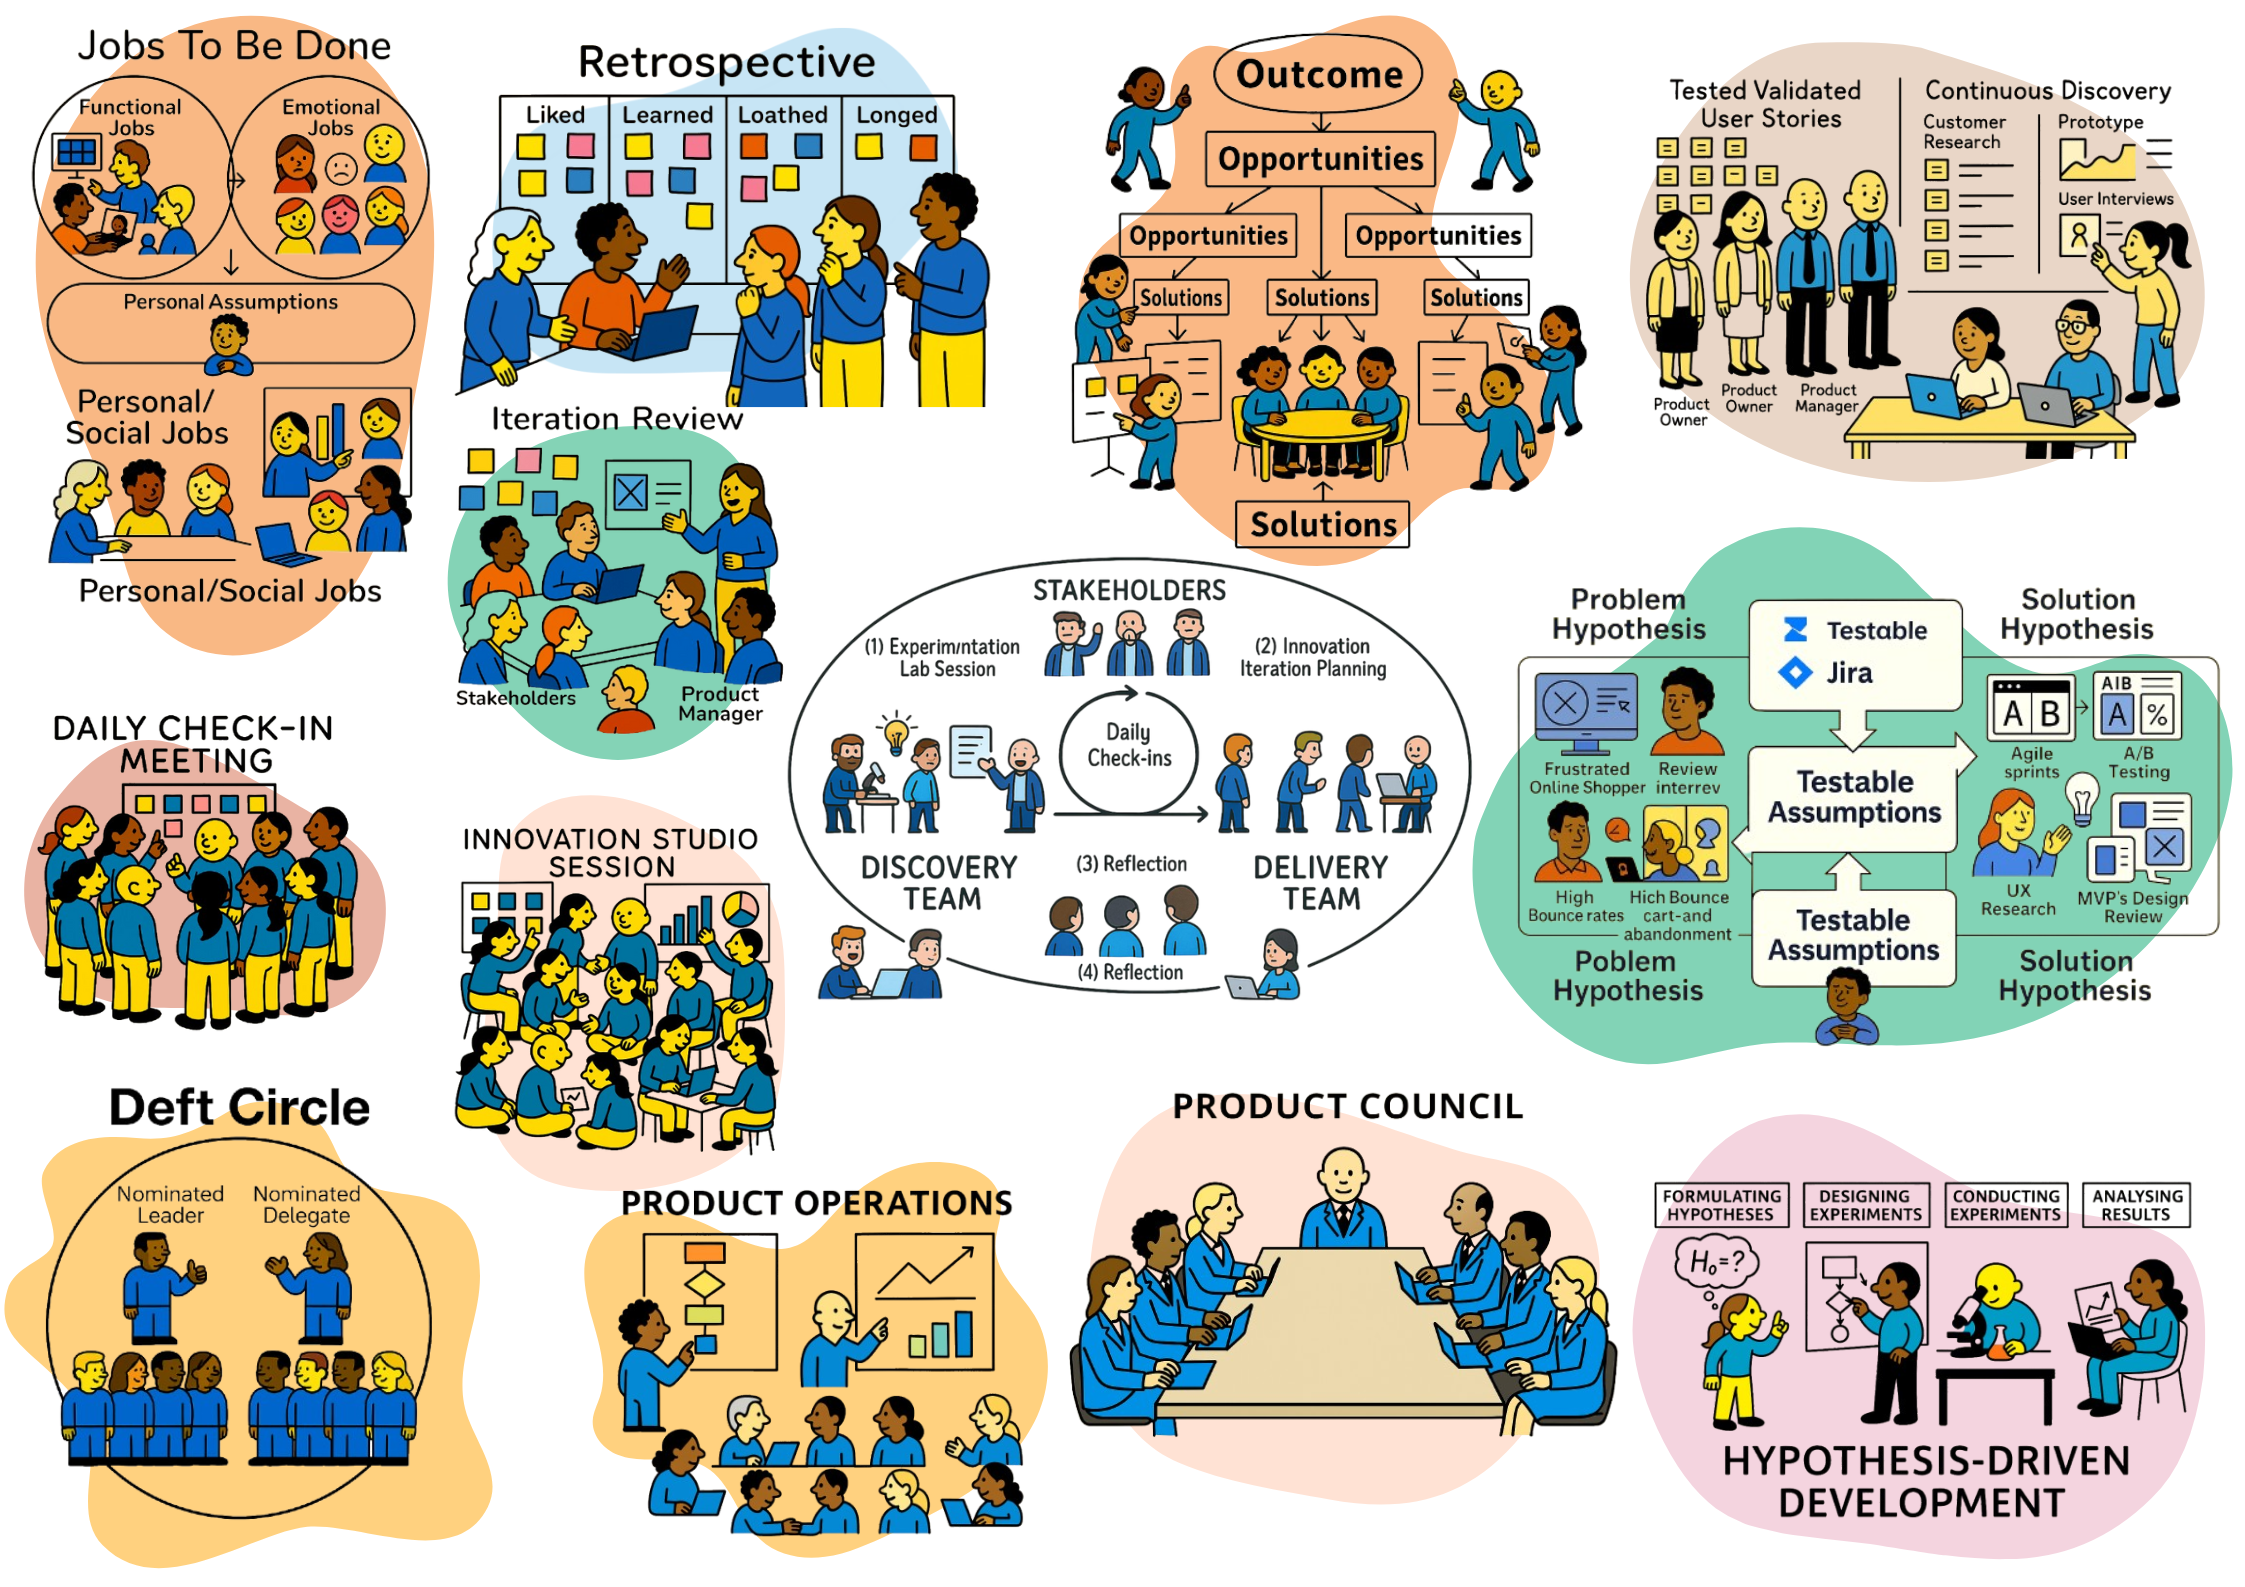 Jobs To Be Done
Functional
Jobs
Emotional
Jobs
Personal Assumptions
Personal/
Social Jobs
Personal/Social Jobs
Retrospective
Liked
Learned
Loathed
Longed
Iteration Review
Stakeholders
Product
Manager
Outcome
Opportunities
Opportunities
Opportunities
Solutions
Solutions
Solutions
Solutions
Tested Validated
User Stories
Continuous Discovery
Customer
Research
Prototype
User Interviews
Product
Owner
Product
Owner
Product
Manager
DAILY CHECK-IN
MEETING
INNOVATION STUDIO
SESSION
STAKEHOLDERS
(1) Experimvntation
Lab Session
(2) Innovation
Iteration Planning
Daily
Check-ins
DISCOVERY
TEAM
(3) Reflection
DELIVERY
TEAM
(4) Reflection
Problem
Hypothesis
Testable
Jira
Solution
Hypothesis
Frustrated
Online Shopper
Review
interrev
Testable
Assumptions
A B
AIB
A %
Agile
sprints
A/B
Testing
High
Bounce rates
Hich Bounce
cart-and
abandonment
Testable
Assumptions
UX
Research
MVP's Design
Review
Poblem
Hypothesis
Solution
Hypothesis
Deft Circle
Nominated
Leader
Nominated
Delegate
PRODUCT OPERATIONS
PRODUCT COUNCIL
FORMULATING
HYPOTHESES
DESIGNING
EXPERIMENTS
CONDUCTING
EXPERIMENTS
ANALYSING
RESULTS
H₀=?
HYPOTHESIS-DRIVEN
DEVELOPMENT